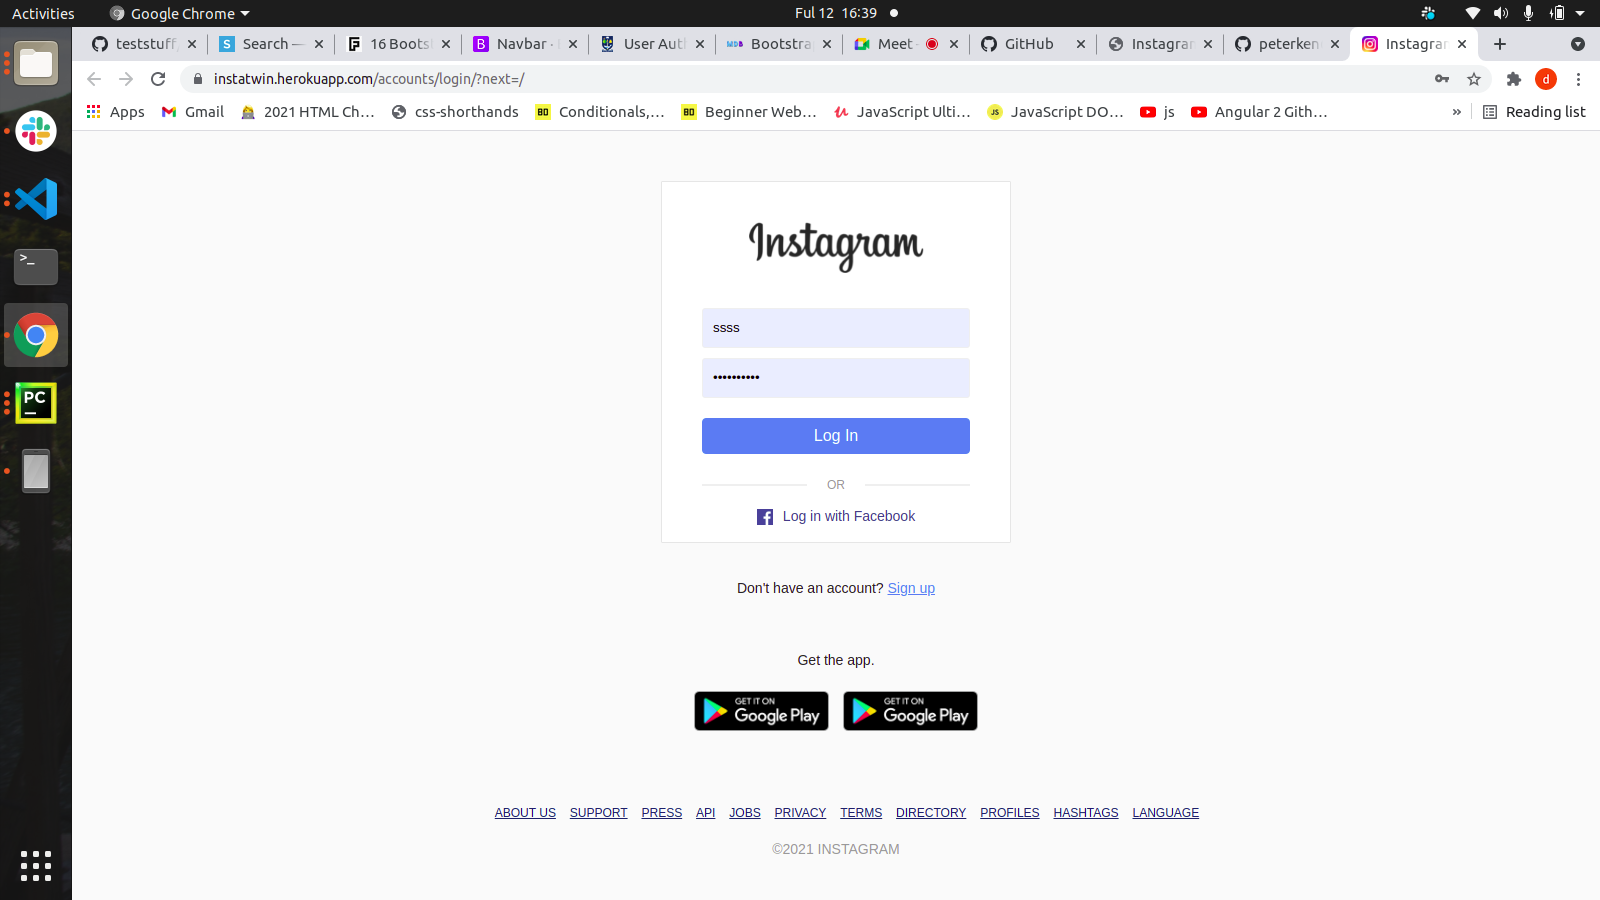 Activities Google Chrome Ful 12 16:39
teststuff Search — 16 Boots Navbar · User Aut Bootstra Meet - GitHub Instagran peterken Instagran
instatwin.herokuapp.com/accounts/login/?next=/
Apps Gmail 2021 HTML Ch… css-shorthands Conditionals,… Beginner Web… JavaScript Ulti… JavaScript DO… js Angular 2 Gith… » Reading list
Instagram
ssss
••••••••••
Log In
OR
Log in with Facebook
Don't have an account? Sign up
Get the app.
GET IT ON Google Play GET IT ON Google Play
ABOUT US SUPPORT PRESS API JOBS PRIVACY TERMS DIRECTORY PROFILES HASHTAGS LANGUAGE
©2021 INSTAGRAM